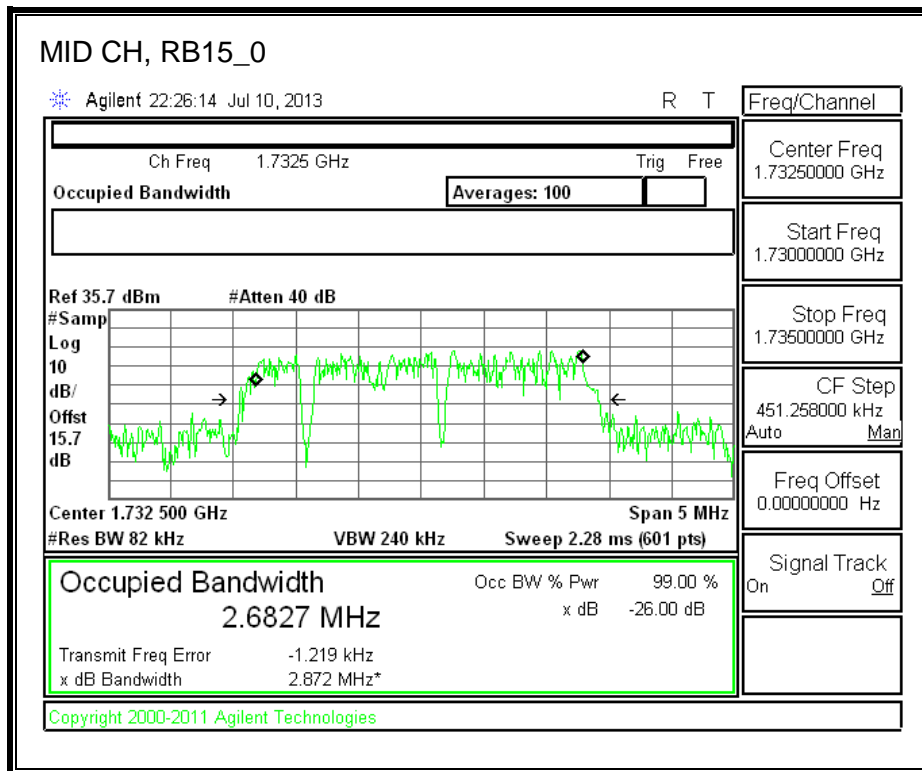 MID CH, RB15_0
Agilent 22:26:14 Jul 10, 2013 R T
Freq/Channel
Ch Freq 1.7325 GHz Trig Free
Occupied Bandwidth Averages: 100
Center Freq
1.73250000 GHz
Start Freq
1.73000000 GHz
Stop Freq
1.73500000 GHz
CF Step
451.258000 kHz
Auto Man
Freq Offset
0.00000000 Hz
Signal Track
On Off
Ref 35.7 dBm #Atten 40 dB
#Samp
Log
10
dB/
Offst
15.7
dB
Center 1.732 500 GHz Span 5 MHz
#Res BW 82 kHz VBW 240 kHz Sweep 2.28 ms (601 pts)
Occupied Bandwidth Occ BW % Pwr 99.00 %
2.6827 MHz x dB -26.00 dB
Transmit Freq Error -1.219 kHz
x dB Bandwidth 2.872 MHz*
Copyright 2000-2011 Agilent Technologies